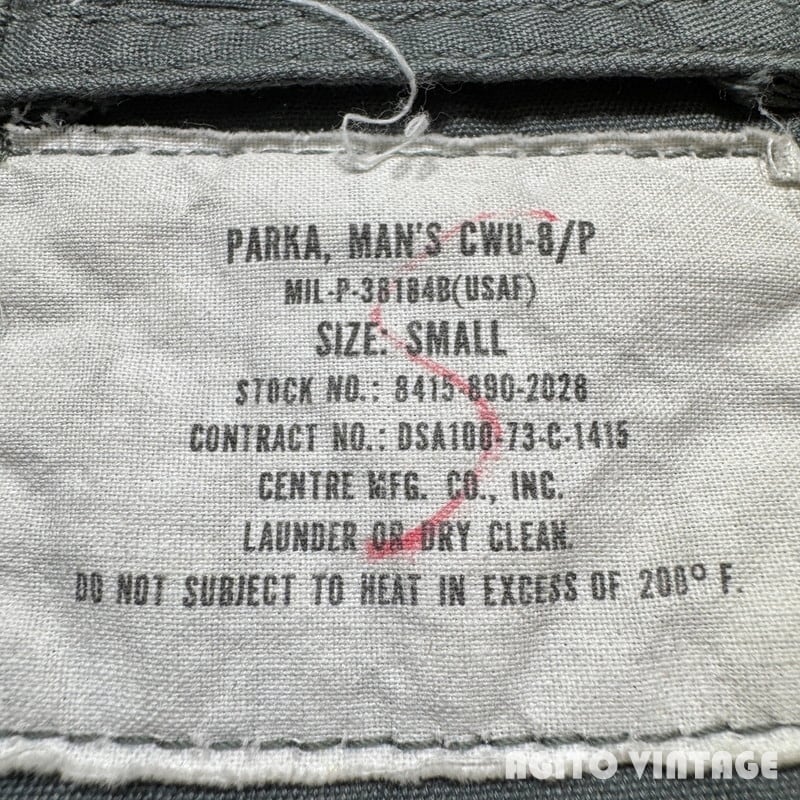 PARKA, MAN'S CWU-8/P
MIL-P-38184B(USAF)
SIZE: SMALL
STOCK NO.: 8415-890-2028
CONTRACT NO.: DSA100-73-C-1415
CENTRE MFG. CO., INC.
LAUNDER OR DRY CLEAN.
DO NOT SUBJECT TO HEAT IN EXCESS OF 200° F.
S
AGITO VINTAGE